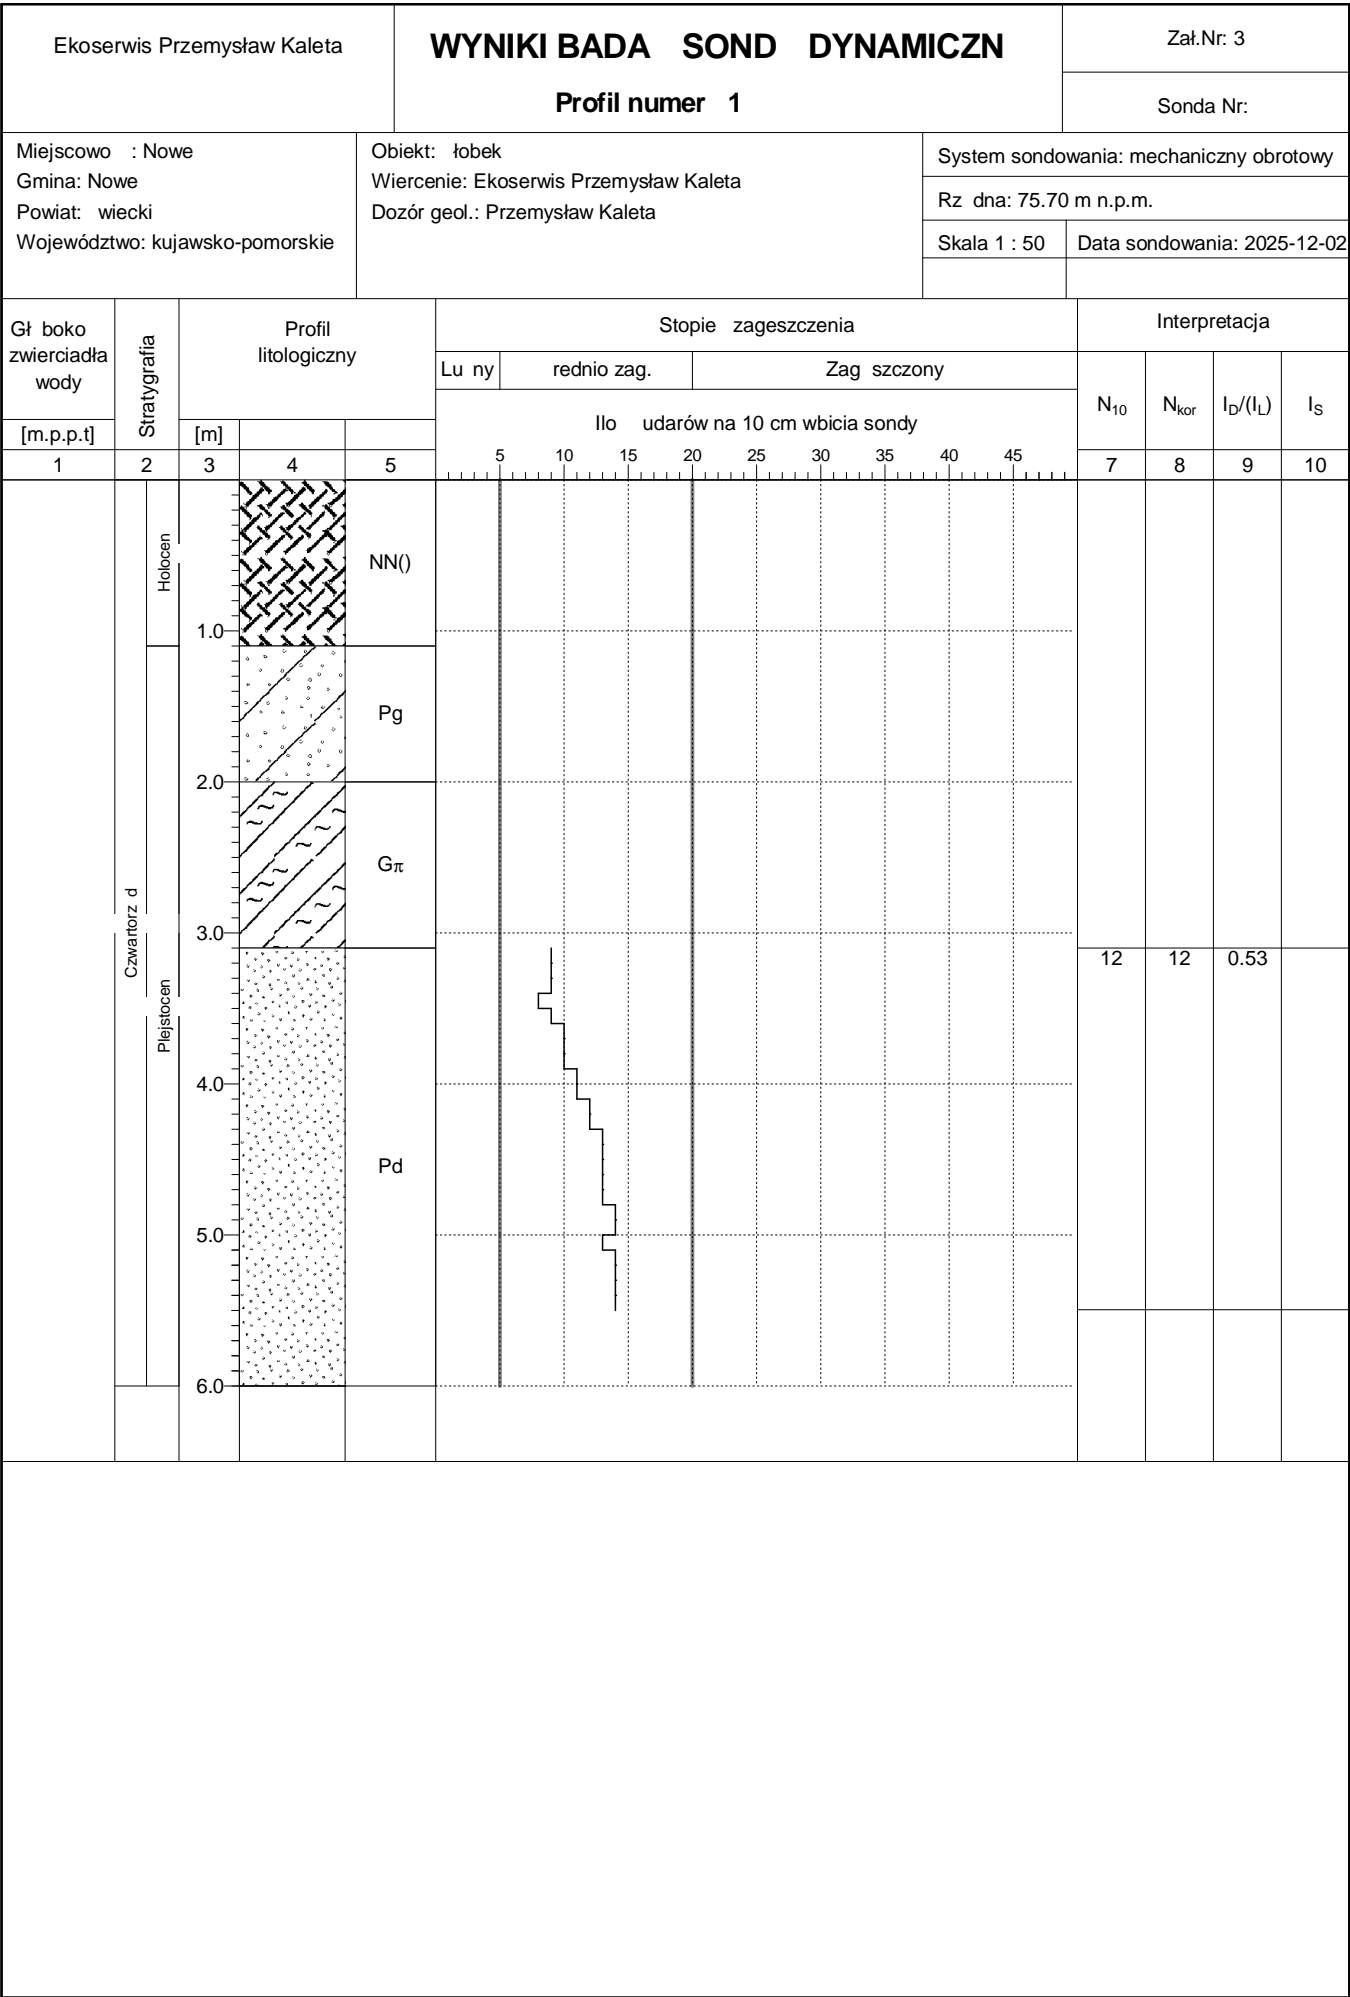 Ekoserwis Przemysław Kaleta
WYNIKI BADA SOND DYNAMICZN
Profil numer 1
Zał.Nr: 3
Sonda Nr:
Miejscowo : Nowe
Gmina: Nowe
Powiat: wiecki
Województwo: kujawsko-pomorskie
Obiekt: łobek
Wiercenie: Ekoserwis Przemysław Kaleta
Dozór geol.: Przemysław Kaleta
System sondowania: mechaniczny obrotowy
Rz dna: 75.70 m n.p.m.
Skala 1 : 50
Data sondowania: 2025-12-02
Gł boko
zwierciadła
wody
[m.p.p.t]
Stratygrafia
Profil
litologiczny
[m]
Stopie zageszczenia
Lu ny
rednio zag.
Zag szczony
Ilo udarów na 10 cm wbicia sondy
5 10 15 20 25 30 35 40 45
Interpretacja
N10
Nkor
ID/(IL)
IS
1 2 3 4 5 7 8 9 10
Holocen
NN()
1.0
Pg
2.0
Gπ
3.0
Czwartorz d
Plejstocen
12 12 0.53
4.0
Pd
5.0
6.0